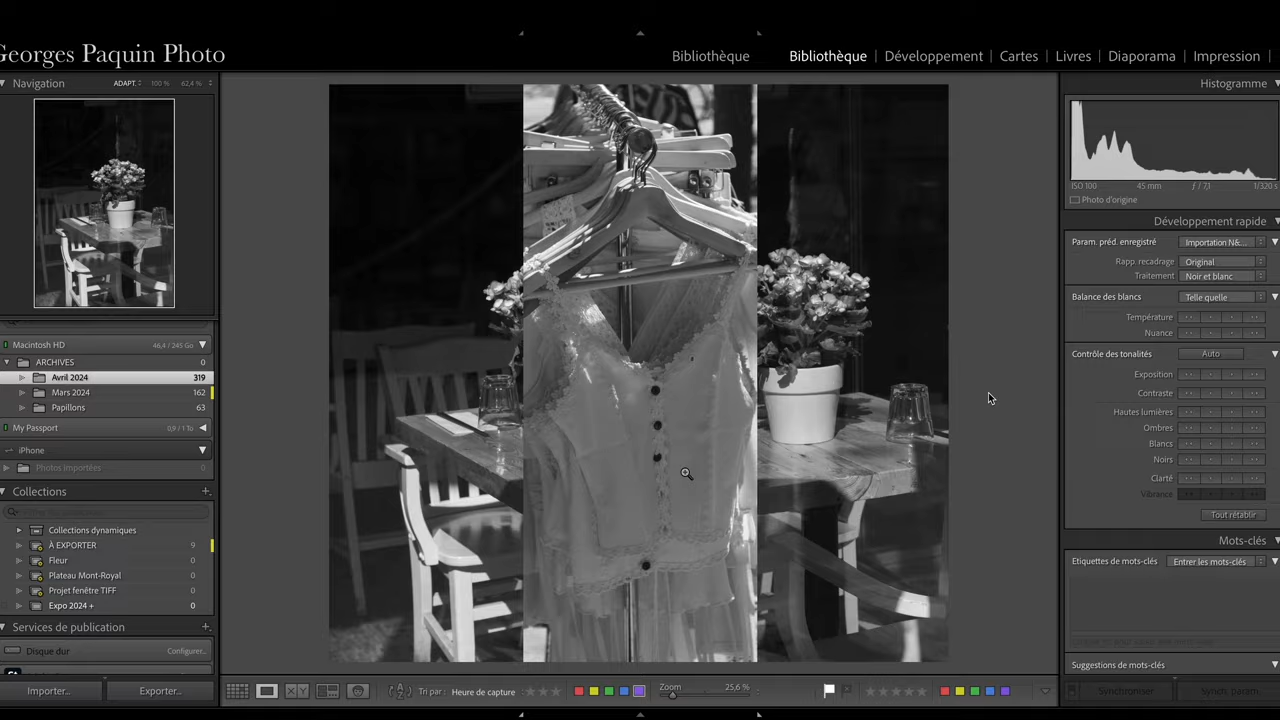 Georges Paquin Photo
Bibliothèque
Bibliothèque | Développement | Cartes | Livres | Diaporama | Impression |
Navigation ADAPT. 100 % 62,4 %
Macintosh HD 46,4 / 245 Go
ARCHIVES 0
Avril 2024 319
Mars 2024 162
Papillons 63
My Passport 0,9 / 1 To
iPhone
Photos importées 0
Collections +
Collections dynamiques
À EXPORTER 9
Fleur 0
Plateau Mont-Royal 0
Projet fenêtre TIFF 0
Expo 2024 + 0
Services de publication +
Disque dur Configurer...
Importer... Exporter...
Tri par : Heure de capture
Zoom 25,6 %
Histogramme
ISO 100 45 mm ƒ / 7,1 1/320 s
Photo d'origine
Développement rapide
Param. préd. enregistré Importation N&...
Rapp. recadrage Original
Traitement Noir et blanc
Balance des blancs Telle quelle
Température
Nuance
Contrôle des tonalités Auto
Exposition
Contraste
Hautes lumières
Ombres
Blancs
Noirs
Clarté
Vibrance
Tout rétablir
Mots-clés
Etiquettes de mots-clés Entrer les mots-clés
Suggestions de mots-clés
Synchroniser Synch. param.